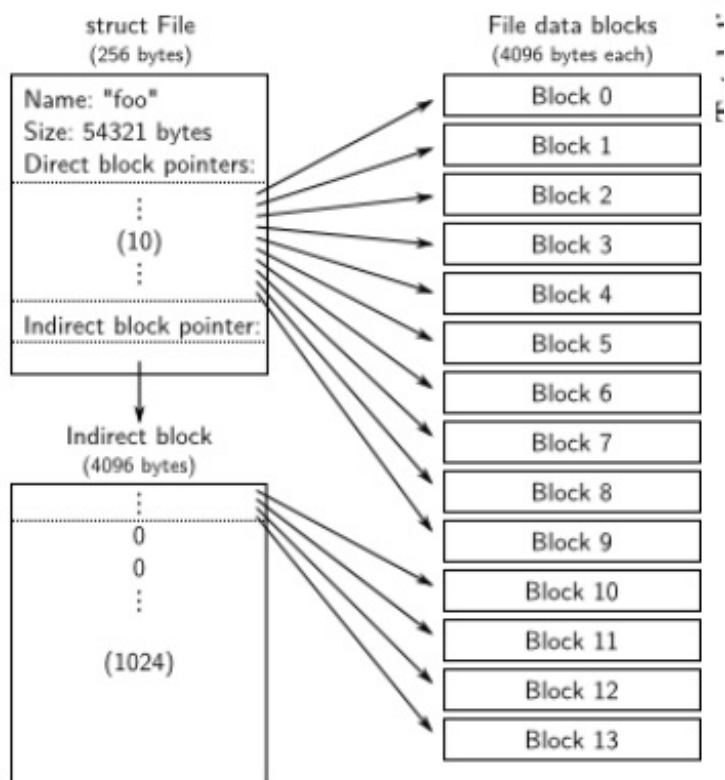 struct File
(256 bytes)
Name: "foo"
Size: 54321 bytes
Direct block pointers:
⋮
(10)
⋮
Indirect block pointer:
Indirect block
(4096 bytes)
⋮
0
0
⋮
(1024)
File data blocks
(4096 bytes each)
Block 0
Block 1
Block 2
Block 3
Block 4
Block 5
Block 6
Block 7
Block 8
Block 9
Block 10
Block 11
Block 12
Block 13